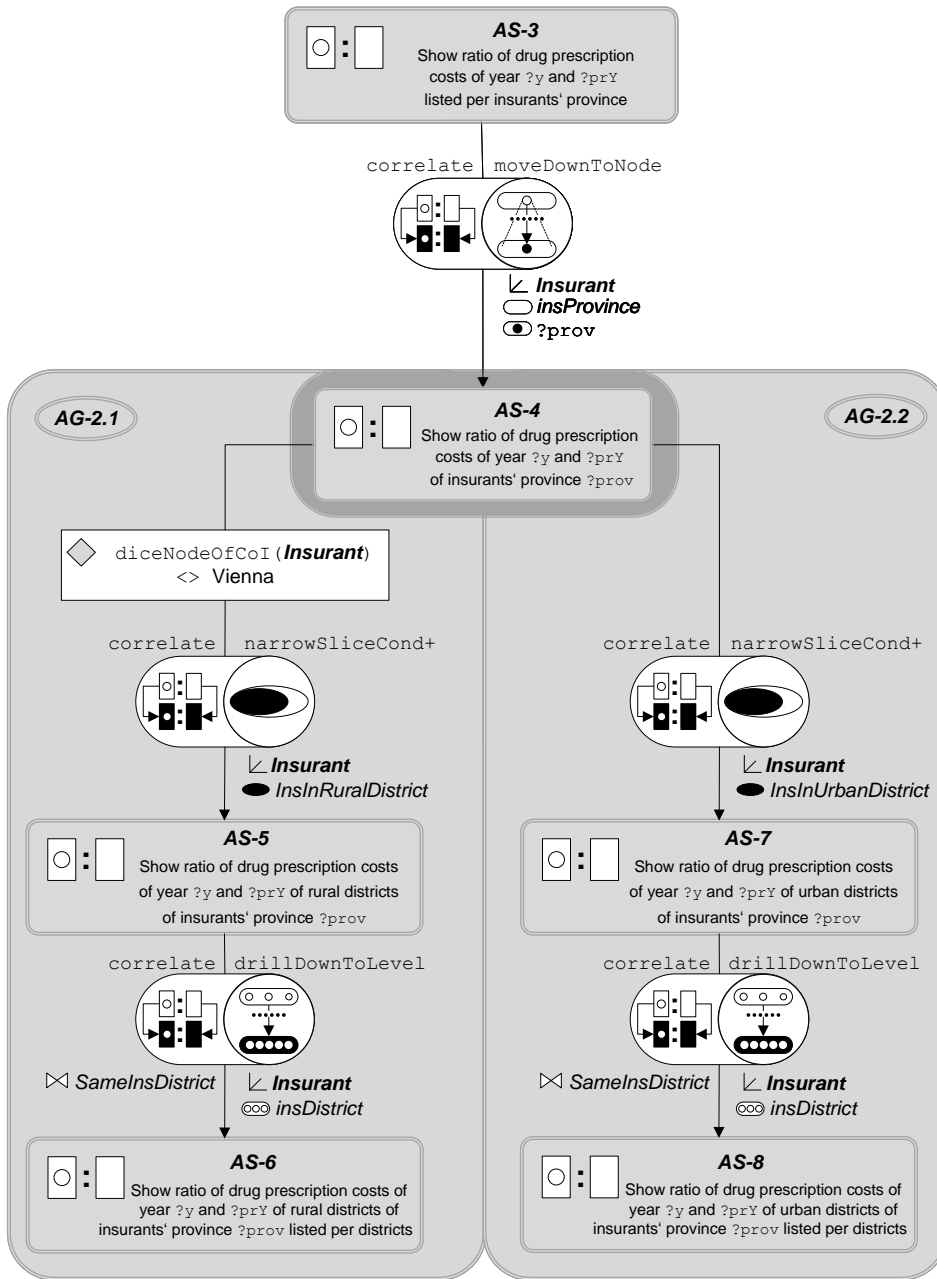 AS-3
Show ratio of drug prescription
costs of year ?y and ?prY
listed per insurants‘ province
correlate moveDownToNode
Insurant
insProvince
?prov
AG-2.1
AS-4
Show ratio of drug prescription
costs of year ?y and ?prY
of insurants‘ province ?prov
AG-2.2
diceNodeOfCoI(Insurant)
<> Vienna
correlate narrowSliceCond+
Insurant
InsInRuralDistrict
AS-5
Show ratio of drug prescription costs
of year ?y and ?prY of rural districts
of insurants‘ province ?prov
correlate drillDownToLevel
SameInsDistrict
Insurant
insDistrict
AS-6
Show ratio of drug prescription costs of
year ?y and ?prY of rural districts of
insurants‘ province ?prov listed per districts
correlate narrowSliceCond+
Insurant
InsInUrbanDistrict
AS-7
Show ratio of drug prescription costs
of year ?y and ?prY of urban districts
of insurants‘ province ?prov
correlate drillDownToLevel
SameInsDistrict
Insurant
insDistrict
AS-8
Show ratio of drug prescription costs of
year ?y and ?prY of urban districts of
insurants‘ province ?prov listed per districts